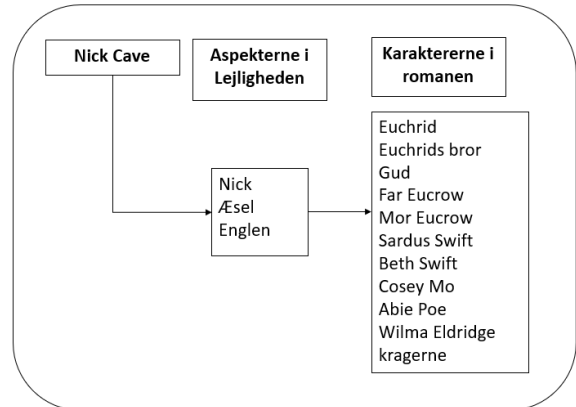 Nick Cave
Aspekterne i
Lejligheden
Karaktererne i
romanen
Nick
Æsel
Englen
Euchrid
Euchrids bror
Gud
Far Eucrow
Mor Eucrow
Sardus Swift
Beth Swift
Cosey Mo
Abie Poe
Wilma Eldridge
kragerne